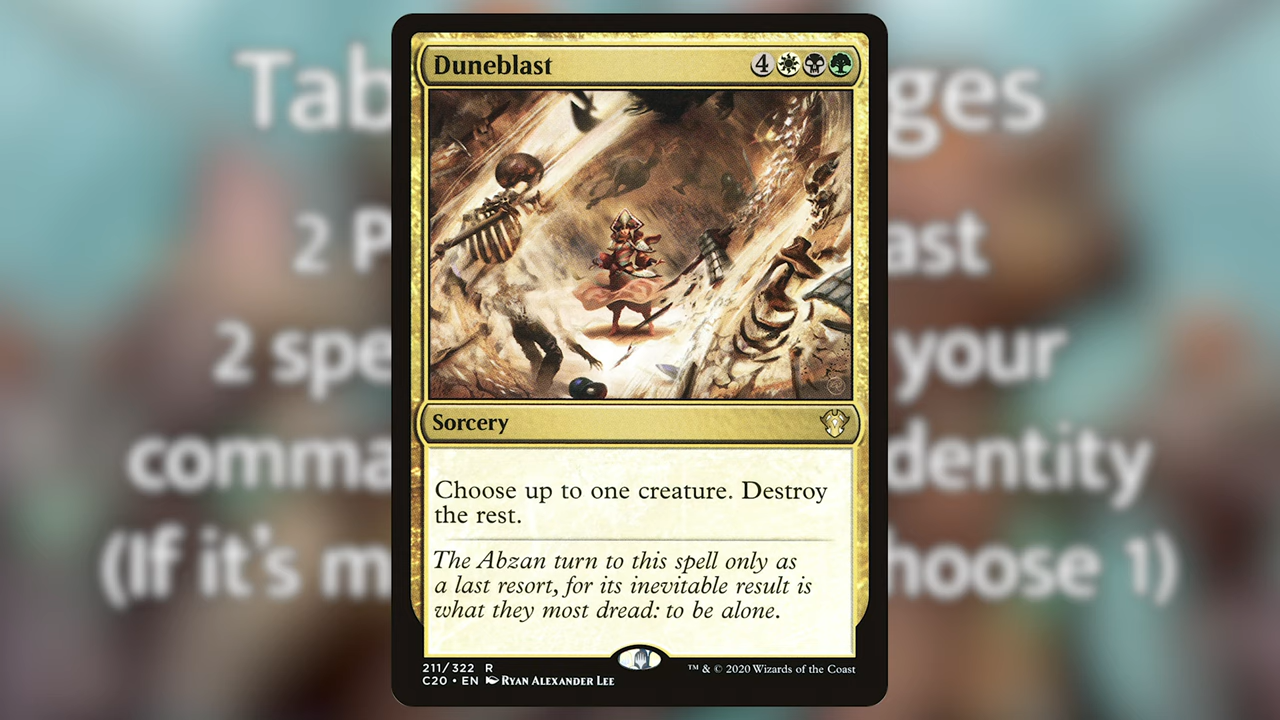 Tab
ges
2 P
ast
2 spe
your
comma
dentity
(If it's m
hoose 1)
Duneblast
4
Sorcery
Choose up to one creature. Destroy
the rest.
The Abzan turn to this spell only as
a last resort, for its inevitable result is
what they most dread: to be alone.
211/322 R
C20 • EN Ryan Alexander Lee
™ & © 2020 Wizards of the Coast